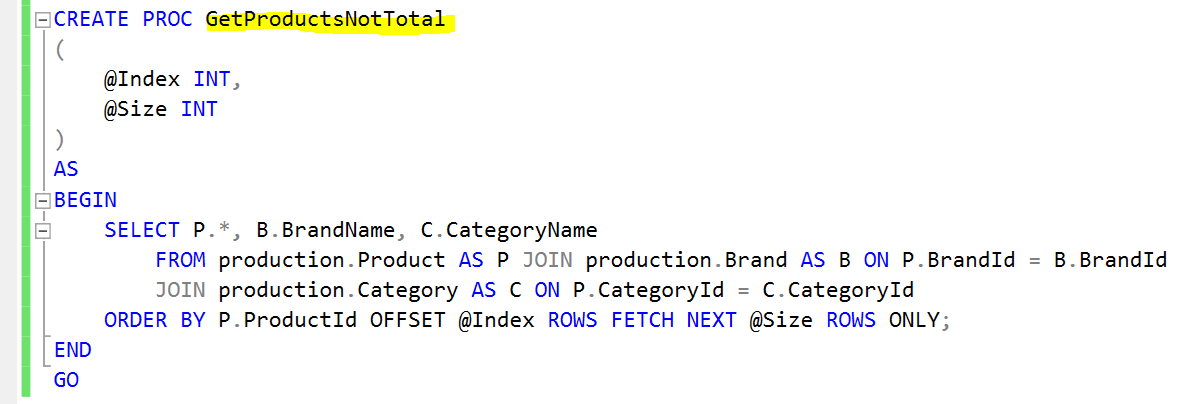 CREATE PROC GetProductsNotTotal
(
@Index INT,
@Size INT
)
AS
BEGIN
SELECT P.*, B.BrandName, C.CategoryName
FROM production.Product AS P JOIN production.Brand AS B ON P.BrandId = B.BrandId
JOIN production.Category AS C ON P.CategoryId = C.CategoryId
ORDER BY P.ProductId OFFSET @Index ROWS FETCH NEXT @Size ROWS ONLY;
END
GO